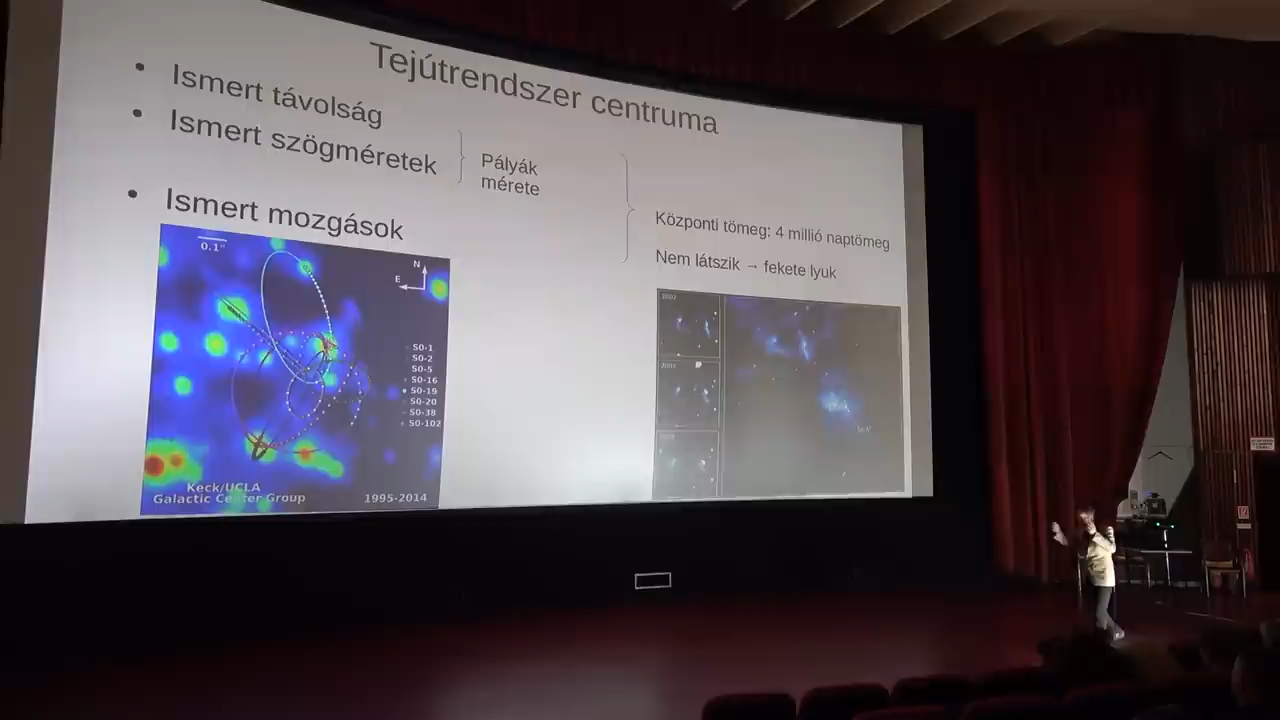 Tejútrendszer centruma
• Ismert távolság
• Ismert szögméretek
Pályák
mérete
• Ismert mozgások
Központi tömeg: 4 millió naptömeg
Nem látszik → fekete lyuk
0.1"
N
E
S0-1
S0-2
S0-5
S0-16
S0-19
S0-20
S0-38
S0-102
Keck/UCLA
Galactic Center Group
1995-2014